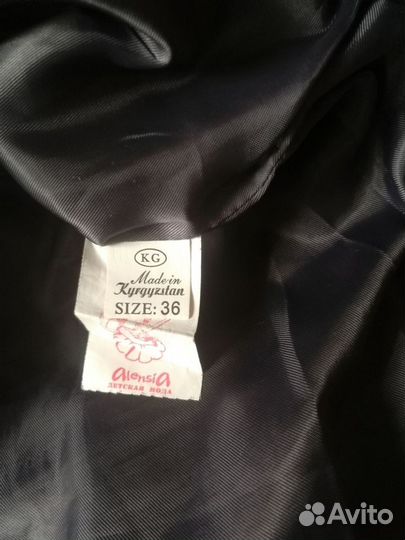 KG
Made in
Kyrgyzstan
SIZE: 36
alensia
ДЕТСКАЯ МОДА
Avito